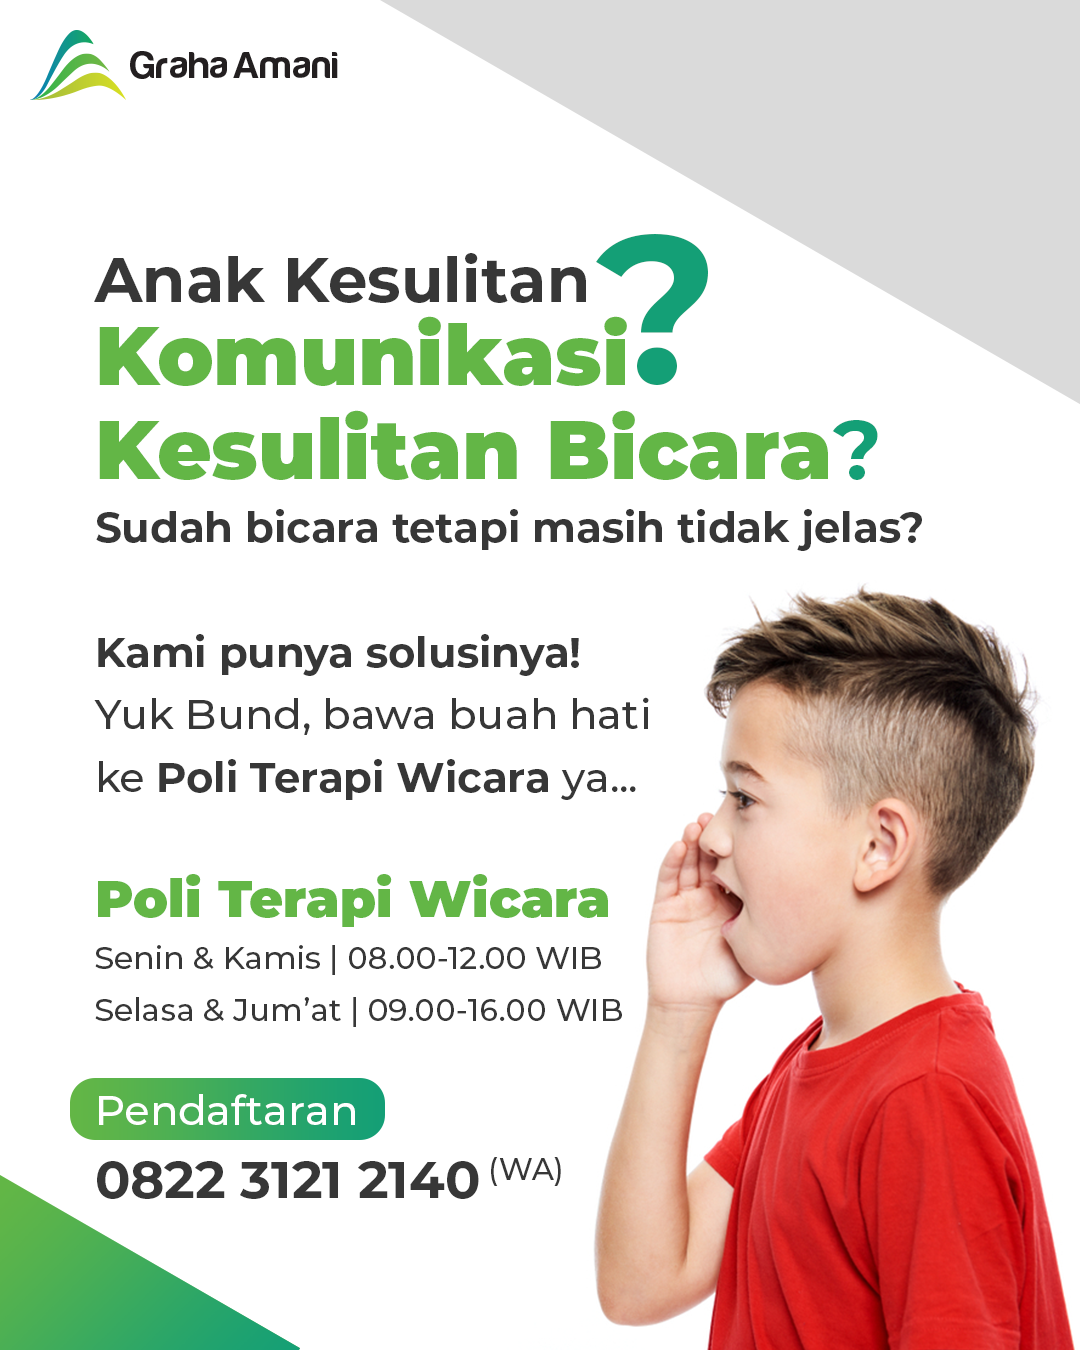 Graha Amani
Anak Kesulitan
Komunikasi?
Kesulitan Bicara?
Sudah bicara tetapi masih tidak jelas?
Kami punya solusinya!
Yuk Bund, bawa buah hati
ke Poli Terapi Wicara ya...
Poli Terapi Wicara
Senin & Kamis | 08.00-12.00 WIB
Selasa & Jum’at | 09.00-16.00 WIB
Pendaftaran
0822 3121 2140 (WA)